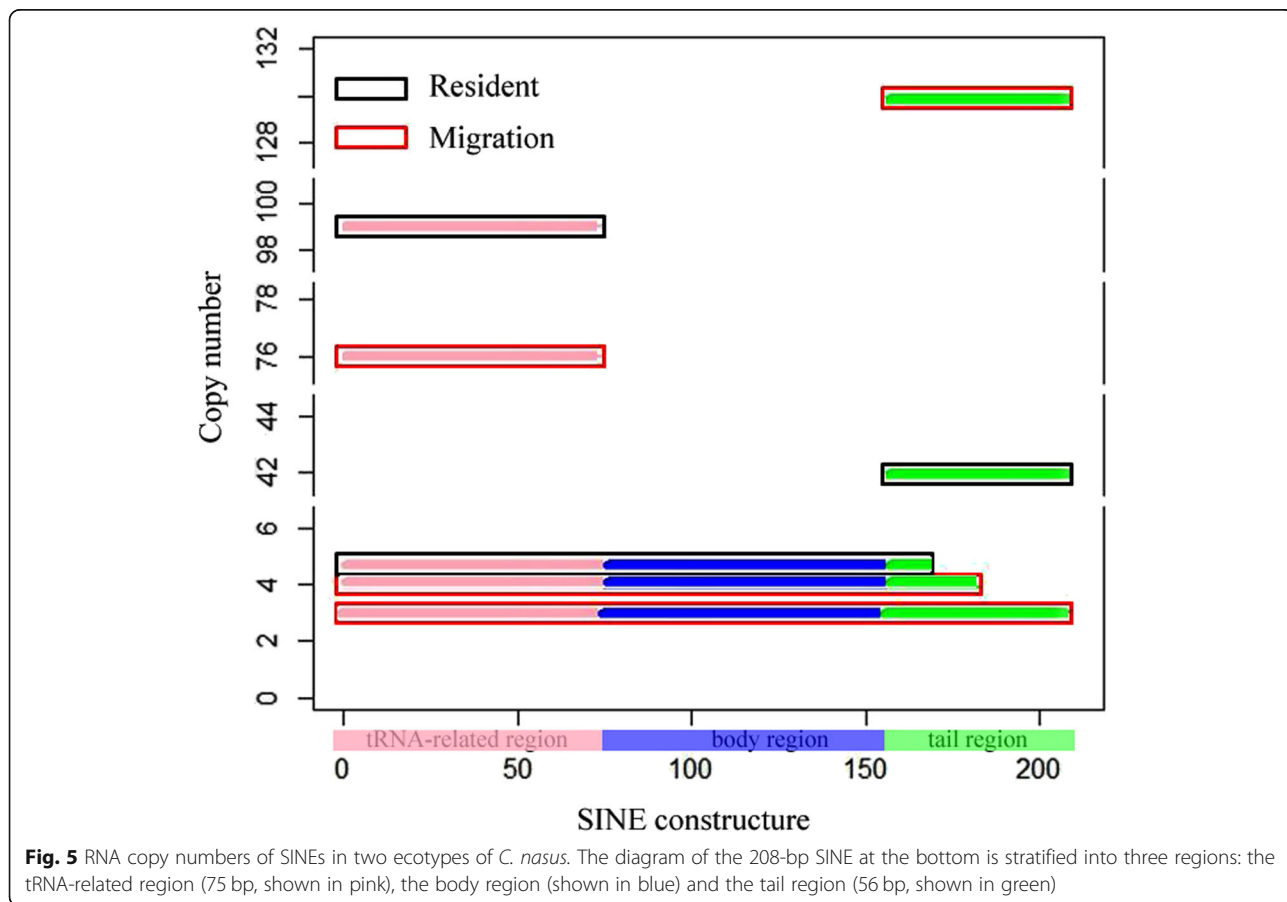 132
128
100
98
78
76
44
42
6
4
2
0
Copy number
Resident
Migration
tRNA-related region body region tail region
0 50 100 150 200
SINE constructure
Fig. 5 RNA copy numbers of SINEs in two ecotypes of C. nasus. The diagram of the 208-bp SINE at the bottom is stratified into three regions: the
tRNA-related region (75 bp, shown in pink), the body region (shown in blue) and the tail region (56 bp, shown in green)